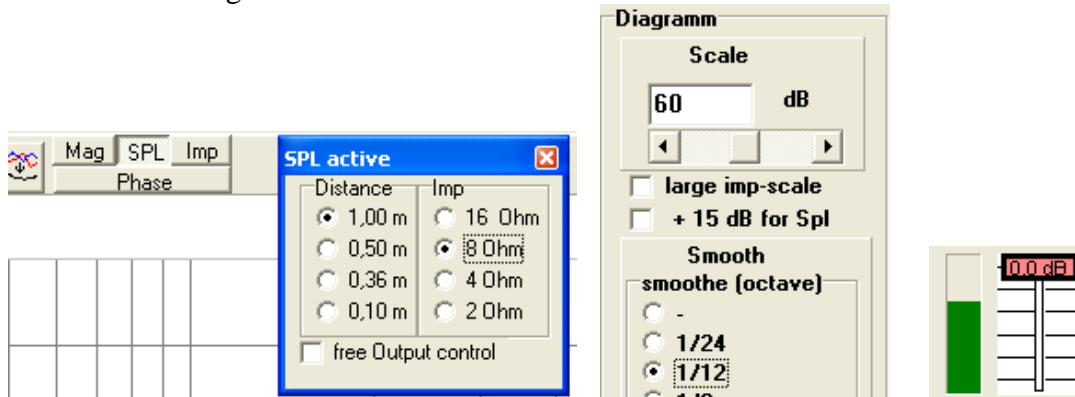 Mag SPL Imp
Phase
SPL active
Distance Imp
1,00 m 16 Ohm
0,50 m 8 Ohm
0,36 m 4 Ohm
0,10 m 2 Ohm
free Output control
Diagramm
Scale
60 dB
large imp-scale
+ 15 dB for Spl
Smooth
smoothe (octave)
-
1/24
1/12
0.0 dB